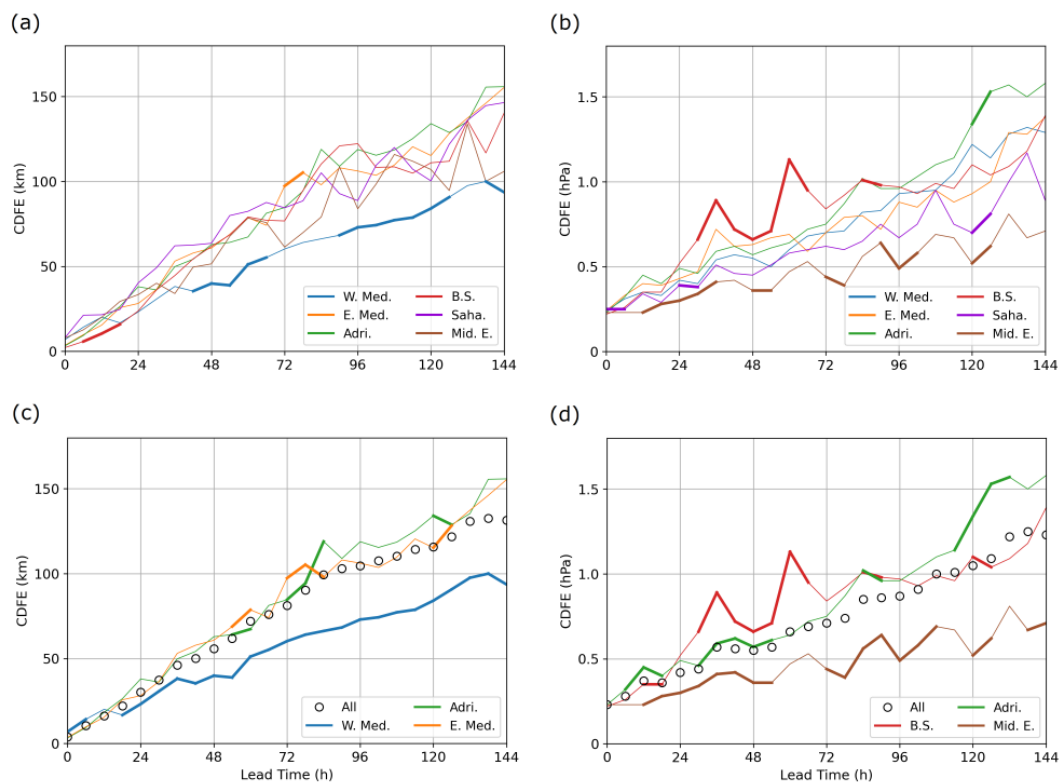 (a)
(b)
CDFE (km)
150
100
50
0
0 24 48 72 96 120 144
W. Med. B.S.
E. Med. Saha.
Adri. Mid. E.
CDFE (hPa)
1.5
1.0
0.5
0.0
0 24 48 72 96 120 144
W. Med. B.S.
E. Med. Saha.
Adri. Mid. E.
(c)
(d)
CDFE (km)
150
100
50
0
0 24 48 72 96 120 144
Lead Time (h)
All Adri.
W. Med. E. Med.
CDFE (hPa)
1.5
1.0
0.5
0.0
0 24 48 72 96 120 144
Lead Time (h)
All Adri.
B.S. Mid. E.